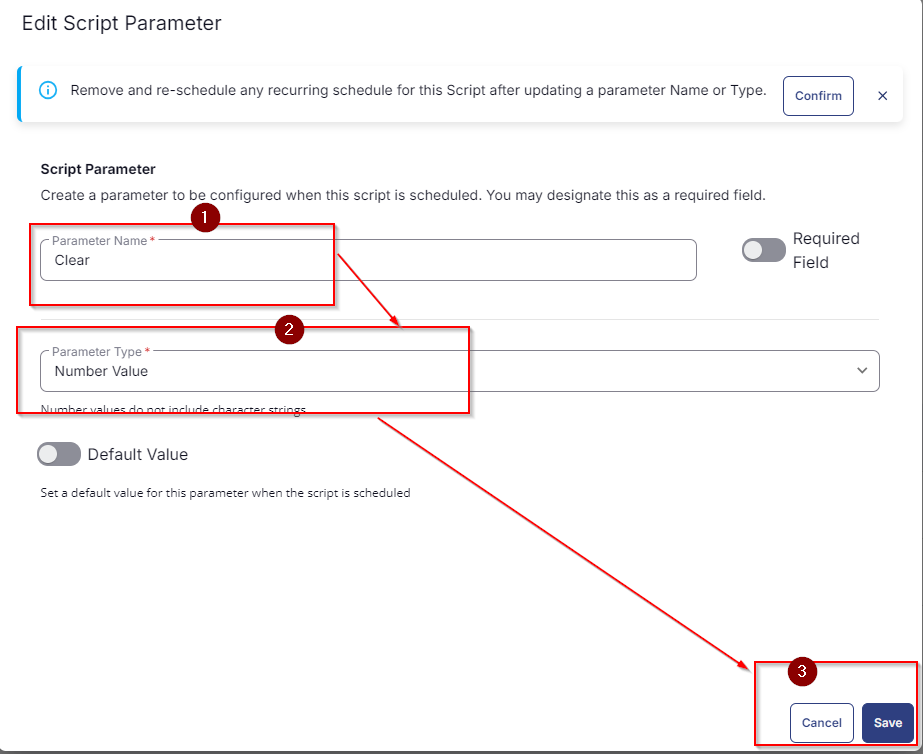 Edit Script Parameter
Remove and re-schedule any recurring schedule for this Script after updating a parameter Name or Type.
Confirm
Script Parameter
Create a parameter to be configured when this script is scheduled. You may designate this as a required field.
1
Parameter Name *
Clear
Required
Field
2
Parameter Type *
Number Value
Number values do not include character strings
Default Value
Set a default value for this parameter when the script is scheduled
3
Cancel
Save